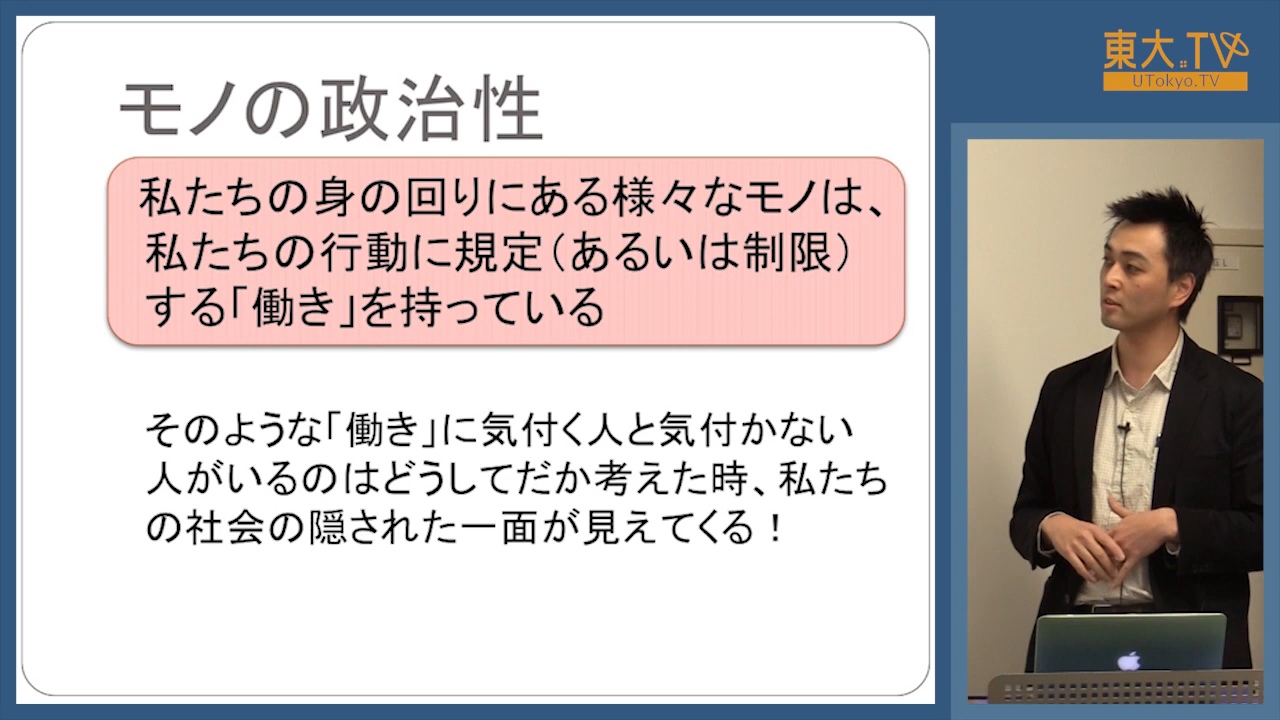 モノの政治性
私たちの身の回りにある様々なモノは、
私たちの行動に規定（あるいは制限）
する「働き」を持っている
そのような「働き」に気付く人と気付かない
人がいるのはどうしてだか考えた時、私たち
の社会の隠された一面が見えてくる！
東大.TV
UTokyo.TV